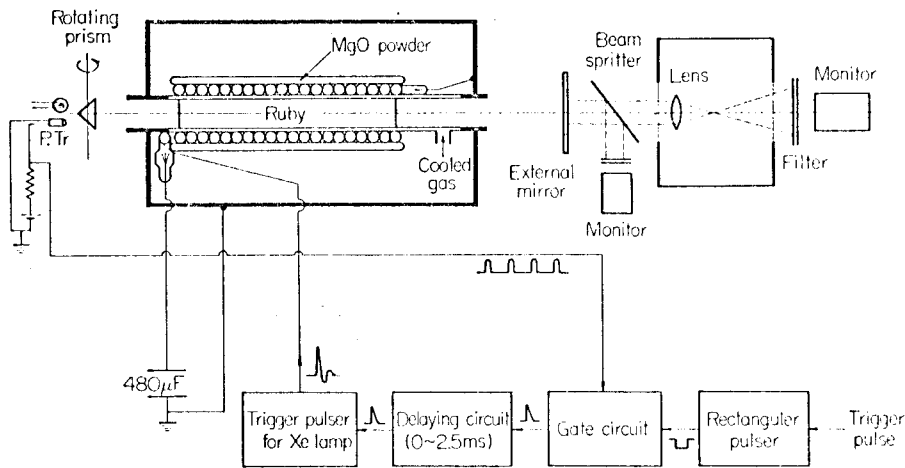 Rotating
prism
MgO powder
Ruby
P. Tr
Cooled
gas
Beam
spritter
Lens
Monitor
External
mirror
Filter
Monitor
480μF
Trigger pulser
for Xe lamp
Delaying circuit
(0~2.5ms)
Gate circuit
Rectanguler
pulser
Trigger
pulse